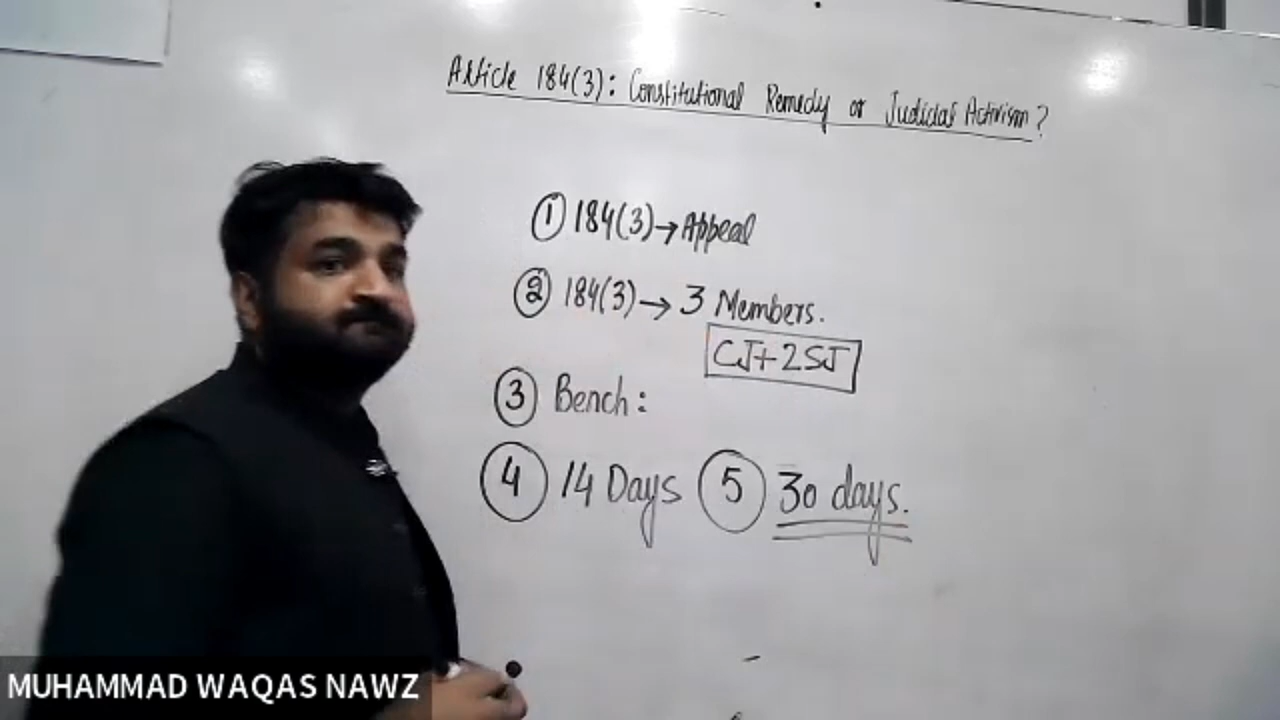 Article 184(3): Constitutional Remedy or Judicial Activism?
① 184(3) → Appeal
② 184(3) → 3 Members.
CJ+2SJ
③ Bench:
④ 14 Days ⑤ 30 days.
MUHAMMAD WAQAS NAWZ